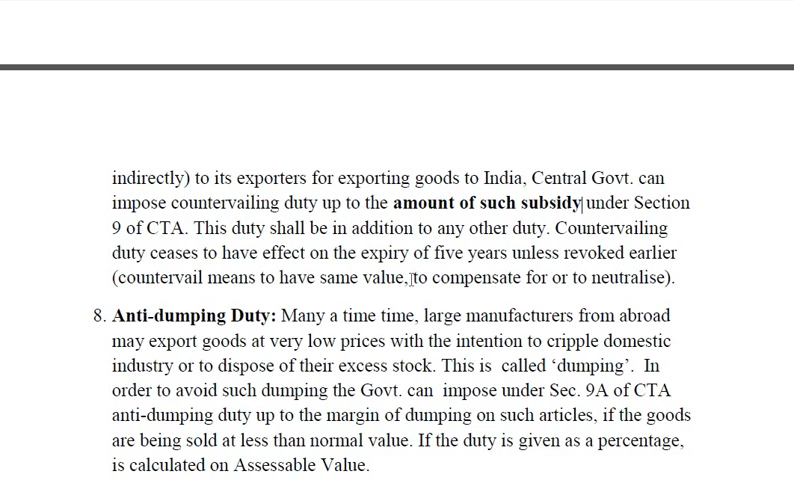 indirectly) to its exporters for exporting goods to India, Central Govt. can
impose countervailing duty up to the amount of such subsidy under Section
9 of CTA. This duty shall be in addition to any other duty. Countervailing
duty ceases to have effect on the expiry of five years unless revoked earlier
(countervail means to have same value, to compensate for or to neutralise).
8. Anti-dumping Duty: Many a time time, large manufacturers from abroad
may export goods at very low prices with the intention to cripple domestic
industry or to dispose of their excess stock. This is called ‘dumping’. In
order to avoid such dumping the Govt. can impose under Sec. 9A of CTA
anti-dumping duty up to the margin of dumping on such articles, if the goods
are being sold at less than normal value. If the duty is given as a percentage,
is calculated on Assessable Value.